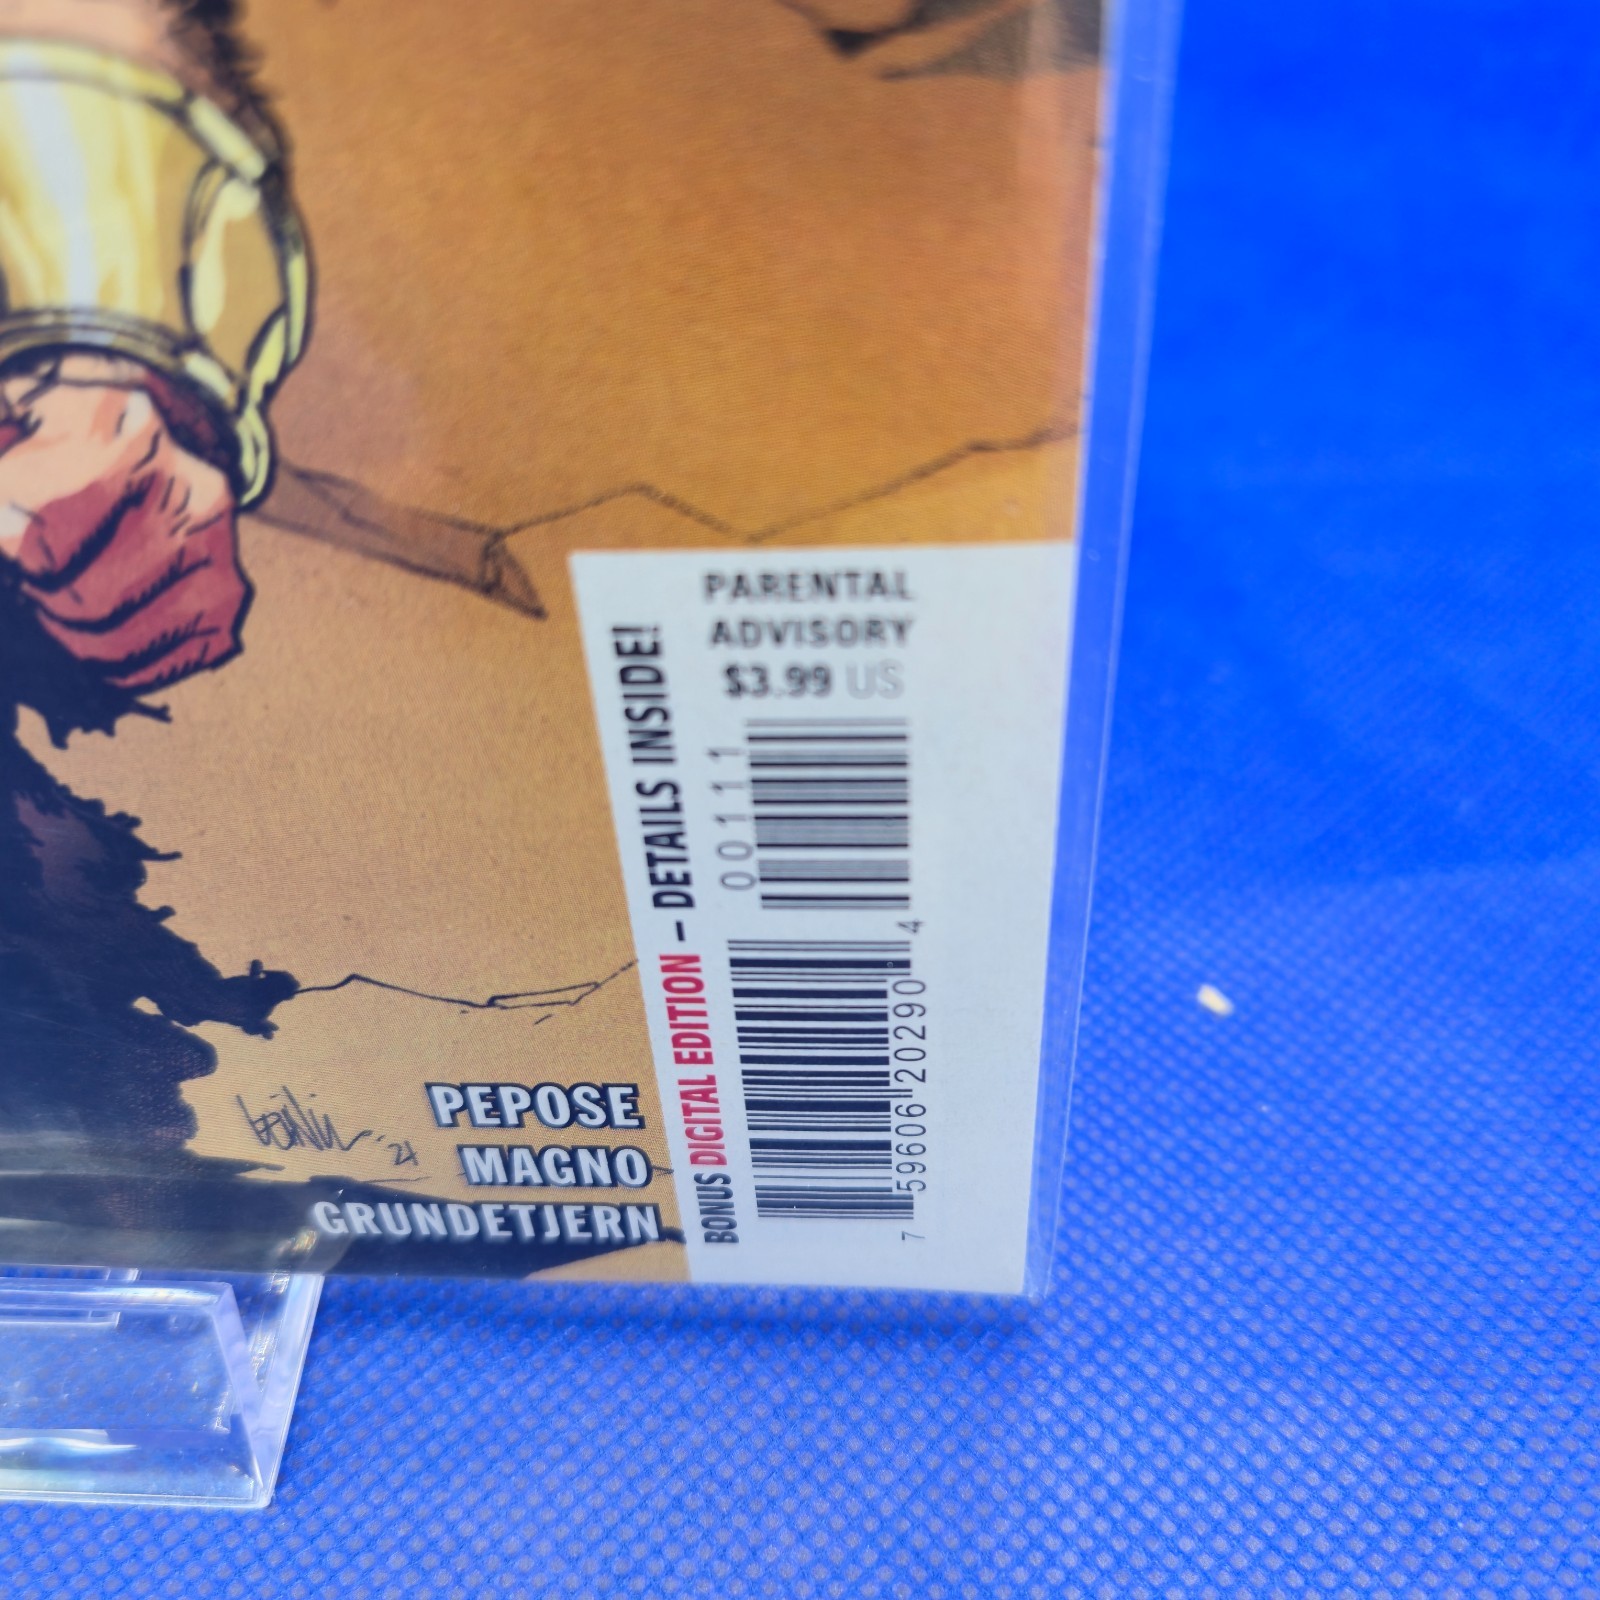 PARENTAL
ADVISORY
$3.99 US
BONUS DIGITAL EDITION – DETAILS INSIDE!
00111
7 59606 20290 4
PEPOSE
MAGNO
GRUNDETJERN